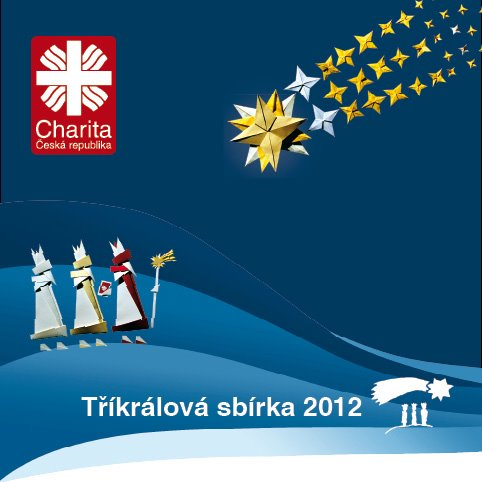 Charita
Česká republika
Tříkrálová sbírka 2012